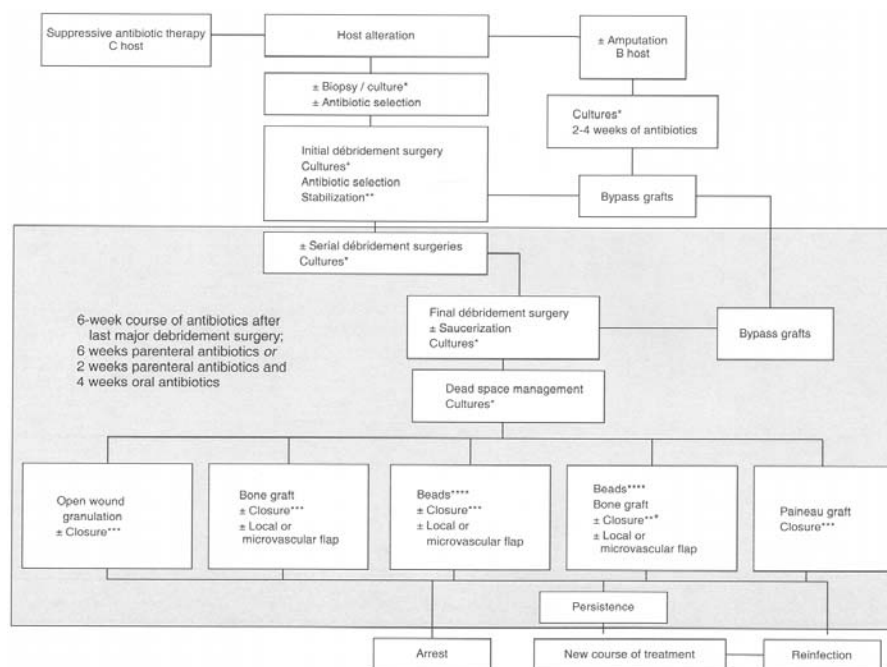 Suppressive antibiotic therapy
C host
Host alteration
± Amputation
B host
± Biopsy / culture*
± Antibiotic selection
Cultures*
2-4 weeks of antibiotics
Initial débridement surgery
Cultures*
Antibiotic selection
Stabilization**
Bypass grafts
± Serial débridement surgeries
Cultures*
6-week course of antibiotics after
last major debridement surgery;
6 weeks parenteral antibiotics or
2 weeks parenteral antibiotics and
4 weeks oral antibiotics
Final débridement surgery
± Saucerization
Cultures*
Bypass grafts
Dead space management
Cultures*
Open wound
granulation
± Closure***
Bone graft
± Closure***
± Local or
microvascular flap
Beads****
± Closure***
± Local or
microvascular flap
Beads****
Bone graft
± Closure***
± Local or
microvascular flap
Paineau graft
Closure***
Persistence
Arrest
New course of treatment
Reinfection